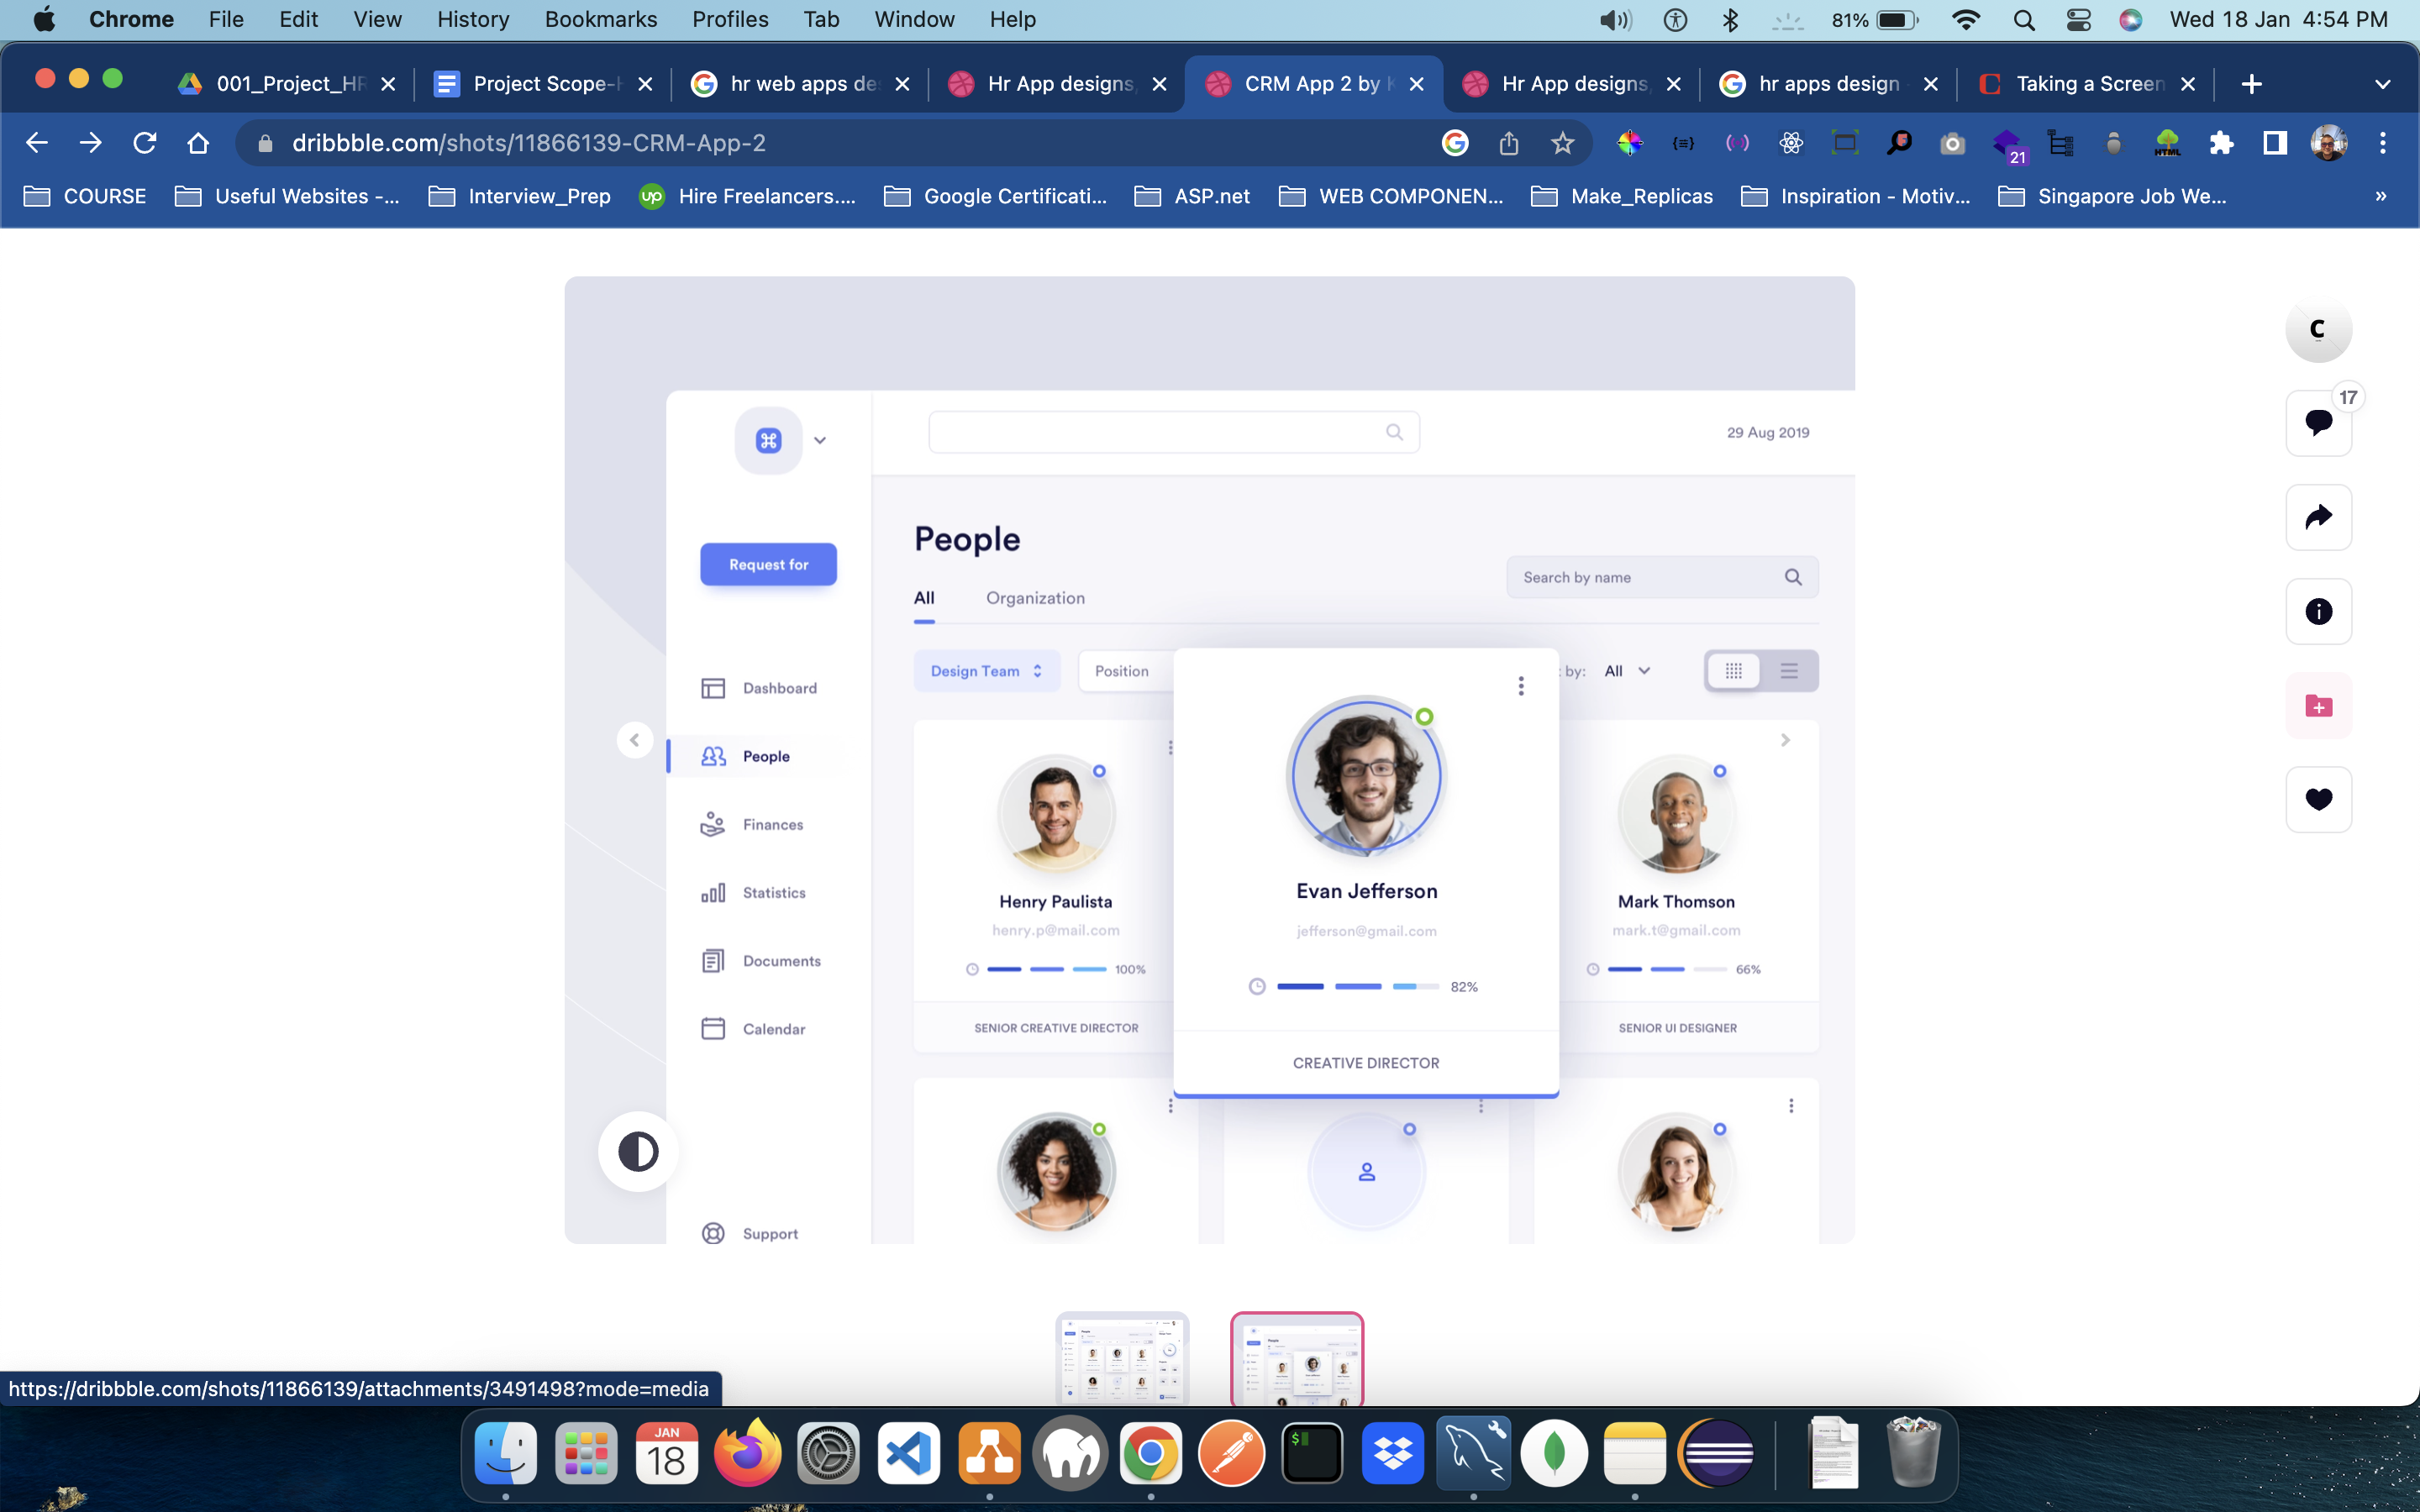 Chrome File Edit View History Bookmarks Profiles Tab Window Help 81% Wed 18 Jan 4:54 PM
001_Project_HR Project Scope- hr web apps de Hr App designs, CRM App 2 by Hr App designs, hr apps design Taking a Screen
dribbble.com/shots/11866139-CRM-App-2 21
COURSE Useful Websites -... Interview_Prep up Hire Freelancers.... Google Certificati... ASP.net WEB COMPONEN... Make_Replicas Inspiration - Motiv... Singapore Job We... »
C
17
29 Aug 2019
People
Request for
Search by name
All Organization
Design Team Position by: All
Dashboard
People
Finances
Statistics
Documents
Calendar
Support
Henry Paulista
henry.p@mail.com
100%
SENIOR CREATIVE DIRECTOR
Evan Jefferson
jefferson@gmail.com
82%
CREATIVE DIRECTOR
Mark Thomson
mark.t@gmail.com
66%
SENIOR UI DESIGNER
https://dribbble.com/shots/11866139/attachments/3491498?mode=media
JAN
18